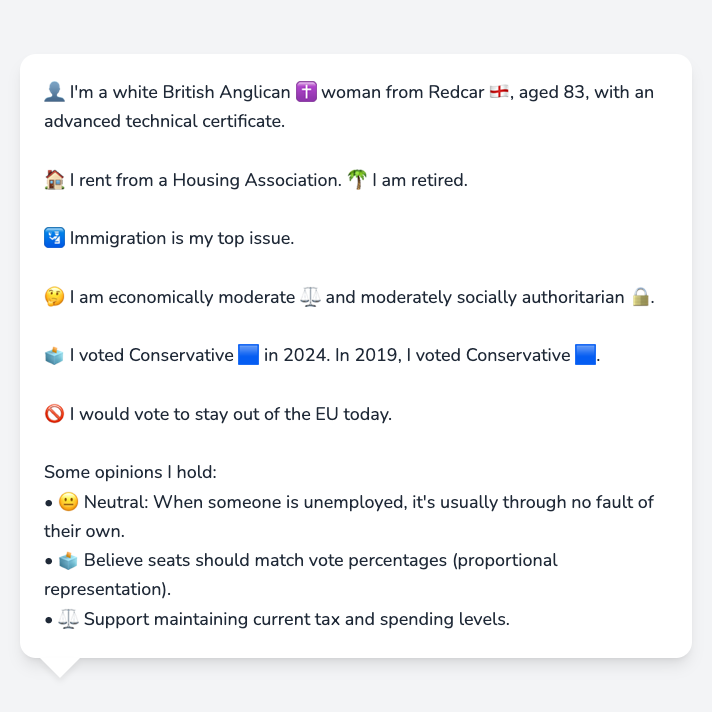 👤 I'm a white British Anglican ✝️ woman from Redcar 🏴󠁧󠁢󠁥󠁮󠁧󠁿, aged 83, with an
advanced technical certificate.
🏠 I rent from a Housing Association. 🌴 I am retired.
🛂 Immigration is my top issue.
🤔 I am economically moderate ⚖️ and moderately socially authoritarian 🔒.
🗳️ I voted Conservative 🟦 in 2024. In 2019, I voted Conservative 🟦.
🚫 I would vote to stay out of the EU today.
Some opinions I hold:
• 😐 Neutral: When someone is unemployed, it's usually through no fault of
their own.
• 🗳️ Believe seats should match vote percentages (proportional
representation).
• ⚖️ Support maintaining current tax and spending levels.